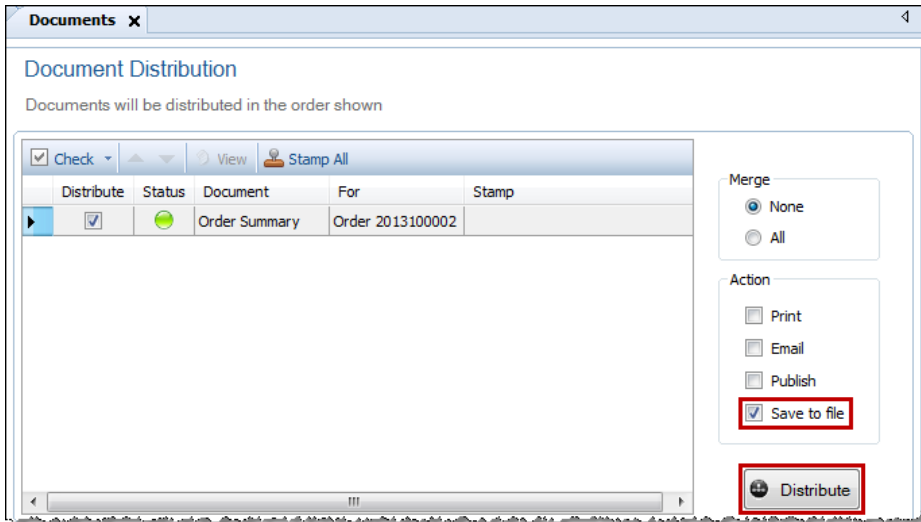 Documents
Document Distribution
Documents will be distributed in the order shown
Check View Stamp All
Distribute Status Document For Stamp
Order Summary Order 2013100002
Merge
None
All
Action
Print
Email
Publish
Save to file
Distribute